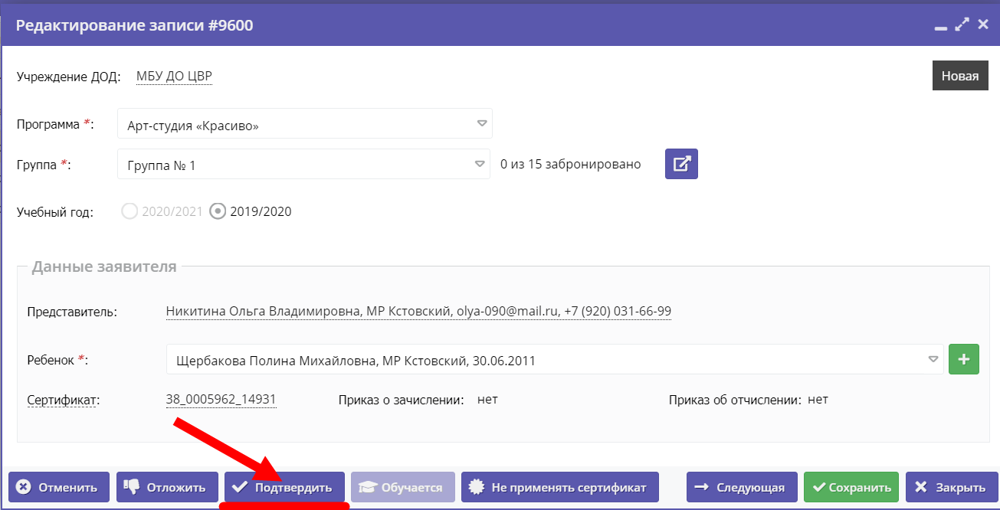 Редактирование записи #9600
Учреждение ДОД: МБУ ДО ЦВР
Новая
Программа *: Арт-студия «Красиво»
Группа *: Группа № 1 0 из 15 забронировано
Учебный год: 2020/2021 2019/2020
Данные заявителя
Представитель: Никитина Ольга Владимировна, МР Кстовский, olya-090@mail.ru, +7 (920) 031-66-99
Ребенок *: Щербакова Полина Михайловна, МР Кстовский, 30.06.2011
Сертификат: 38_0005962_14931 Приказ о зачислении: нет Приказ об отчислении: нет
Отменить Отложить Подтвердить Обучается Не применять сертификат Следующая Сохранить Закрыть